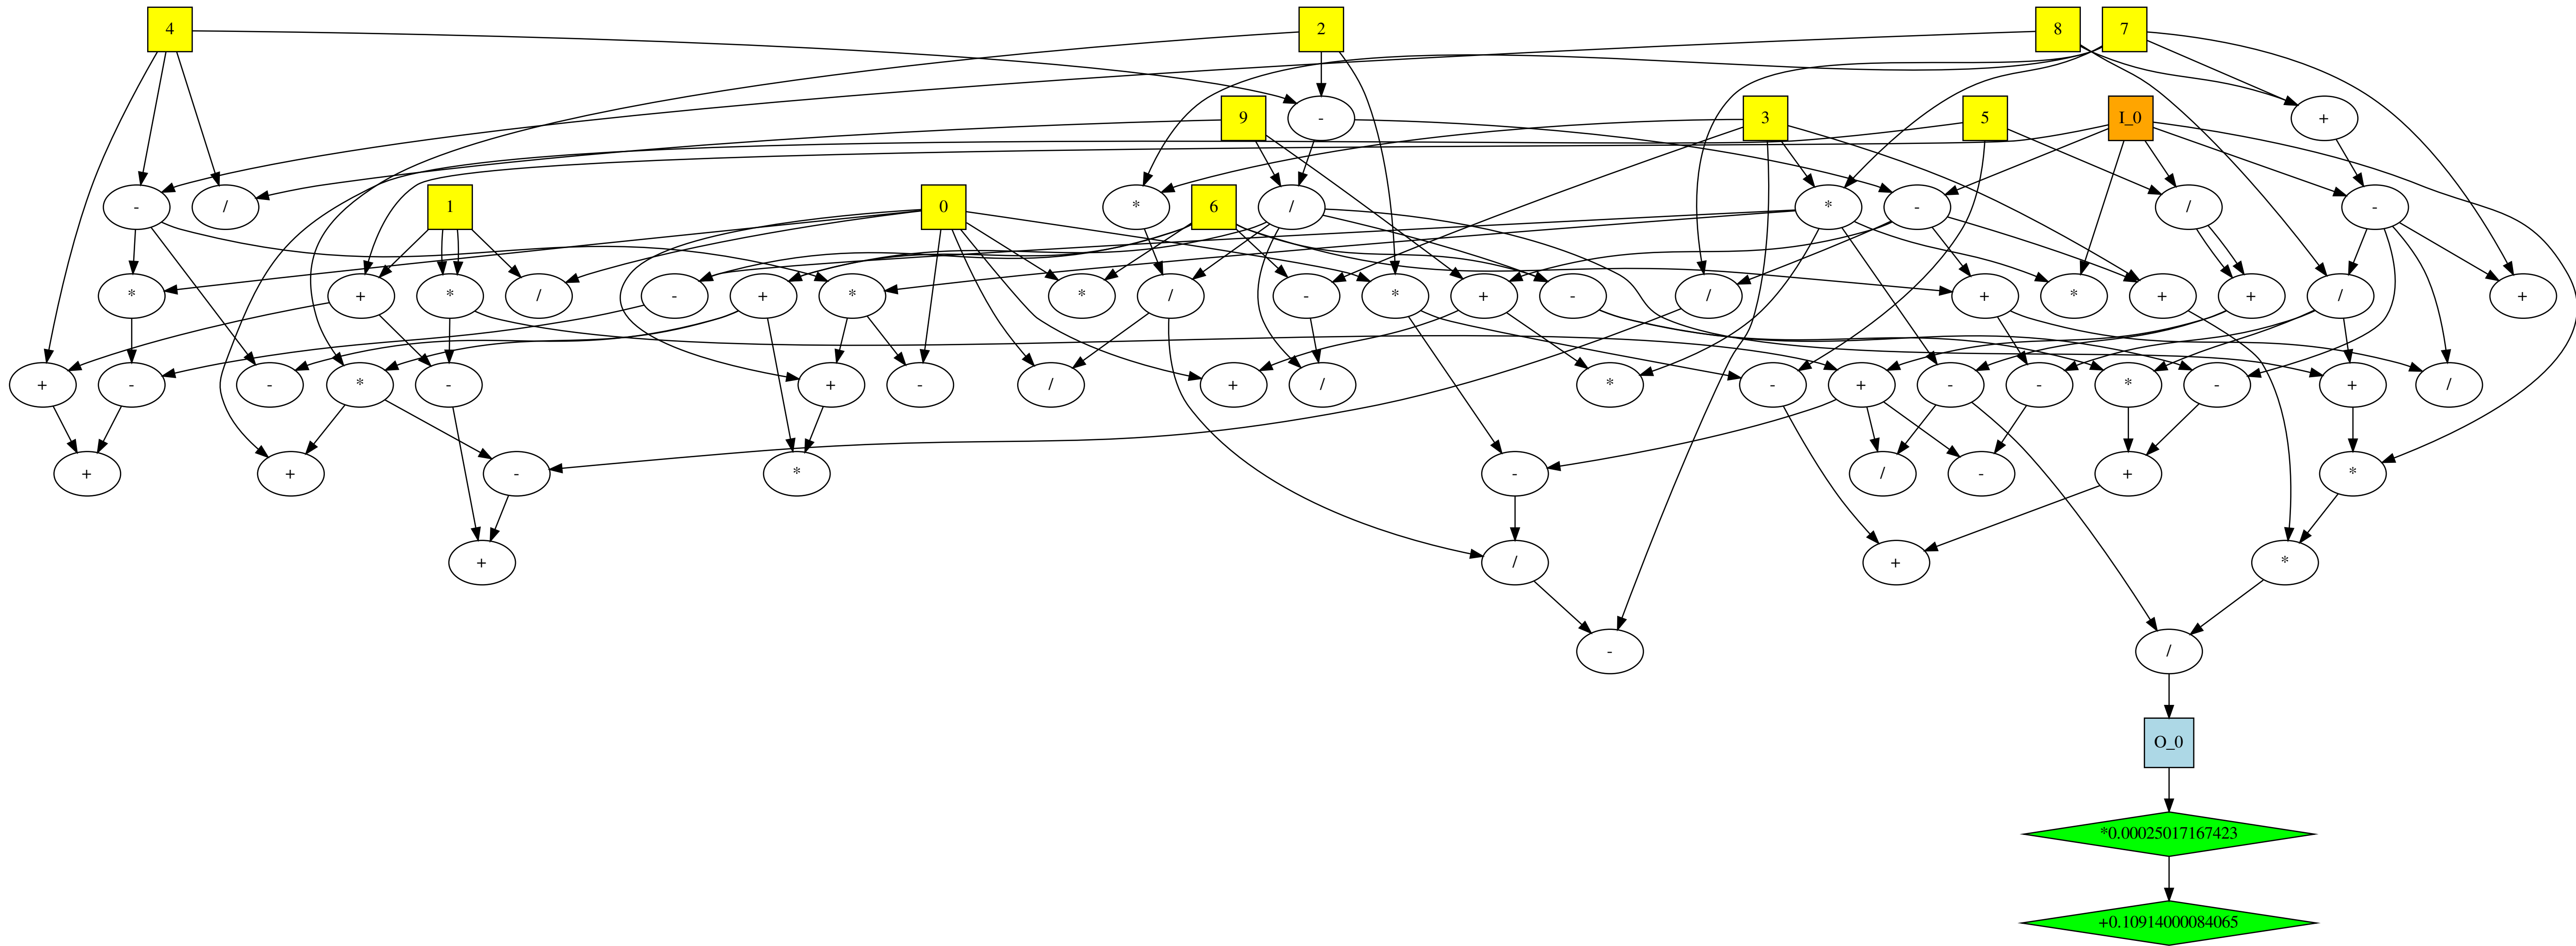 4 2 8 7
9 - 3 5 I_0 +
- / 1 0 6 * / * - / -
* + * / - + * * / - * + - / + * + + / +
+ - - * - + - / + / * - + - - * - + /
+ + - * - / - + *
+ / + *
- /
O_0
*0.00025017167423
+0.10914000084065